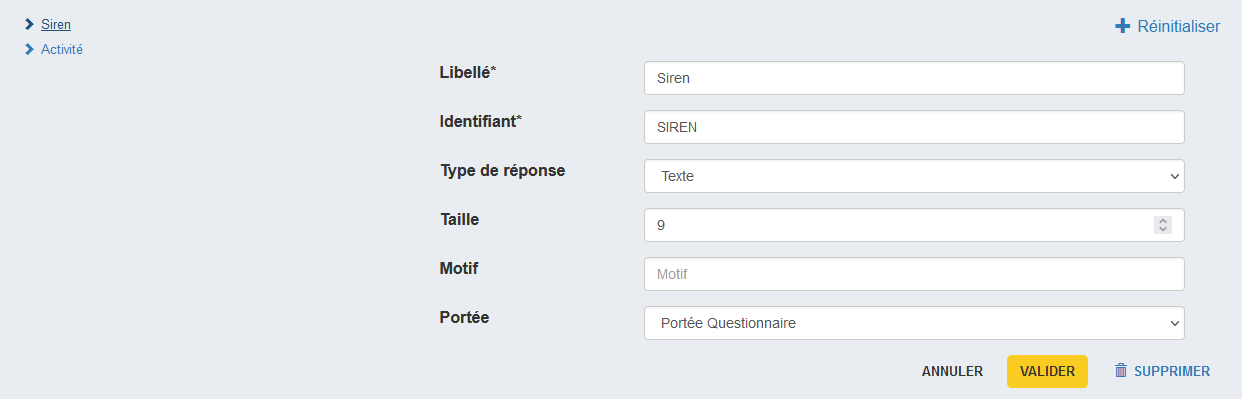 Siren
Réinitialiser
Activité
Libellé* Siren
Identifiant* SIREN
Type de réponse Texte
Taille 9
Motif Motif
Portée Portée Questionnaire
ANNULER VALIDER SUPPRIMER